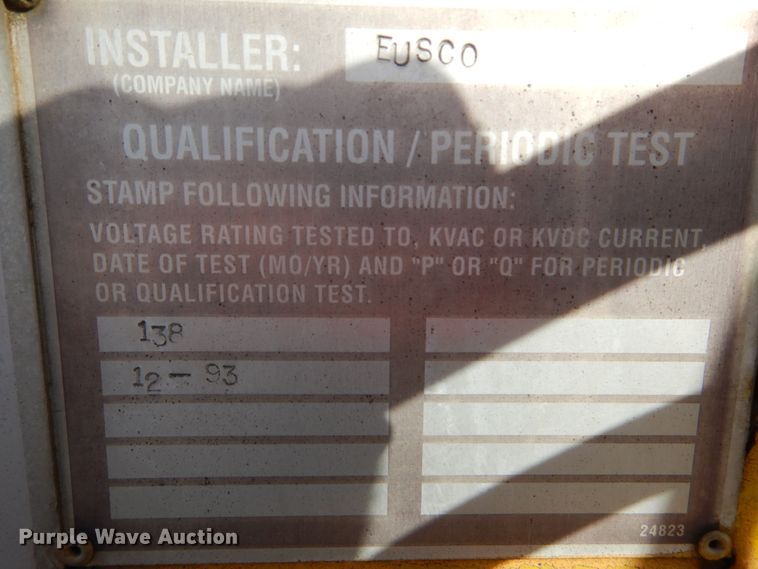 INSTALLER: EUSCO
(COMPANY NAME)
QUALIFICATION / PERIODIC TEST
STAMP FOLLOWING INFORMATION:
VOLTAGE RATING TESTED TO, KVAC OR KVDC CURRENT,
DATE OF TEST (MO/YR) AND "P" OR "Q" FOR PERIODIC
OR QUALIFICATION TEST.
138
12-93
24823
Purple Wave Auction